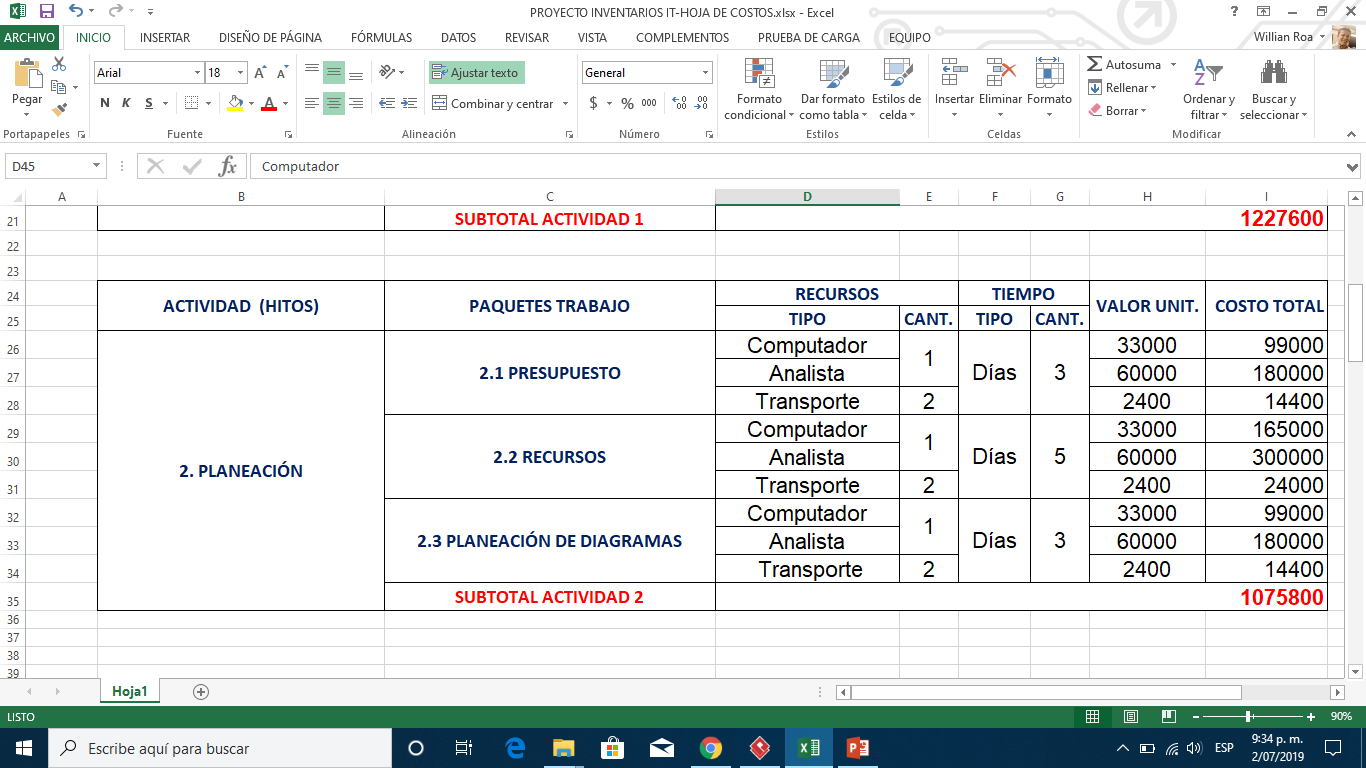 PROYECTO INVENTARIOS IT-HOJA DE COSTOS.xlsx - Excel
?
ARCHIVO INICIO INSERTAR DISEÑO DE PÁGINA FÓRMULAS DATOS REVISAR VISTA COMPLEMENTOS PRUEBA DE CARGA EQUIPO Willian Roa
Pegar
Portapapeles
Arial 18
N K S
Fuente
Ajustar texto
Combinar y centrar
Alineación
General
$ % 000
Número
Formato condicional
Dar formato como tabla
Estilos de celda
Estilos
Insertar Eliminar Formato
Celdas
Autosuma
Rellenar
Borrar
Ordenar y filtrar
Buscar y seleccionar
Modificar
D45 fx Computador
A B C D E F G H I
21 SUBTOTAL ACTIVIDAD 1 1227600
22
23
24 ACTIVIDAD (HITOS) PAQUETES TRABAJO RECURSOS TIEMPO VALOR UNIT. COSTO TOTAL
25 TIPO CANT. TIPO CANT.
26 Computador 1 33000 99000
27 2.1 PRESUPUESTO Analista Días 3 60000 180000
28 Transporte 2 2400 14400
29 Computador 1 33000 165000
30 2. PLANEACIÓN 2.2 RECURSOS Analista Días 5 60000 300000
31 Transporte 2 2400 24000
32 Computador 1 33000 99000
33 2.3 PLANEACIÓN DE DIAGRAMAS Analista Días 3 60000 180000
34 Transporte 2 2400 14400
35 SUBTOTAL ACTIVIDAD 2 1075800
36
37
38
39
Hoja1
LISTO 90%
Escribe aquí para buscar
ESP
9:34 p. m.
2/07/2019